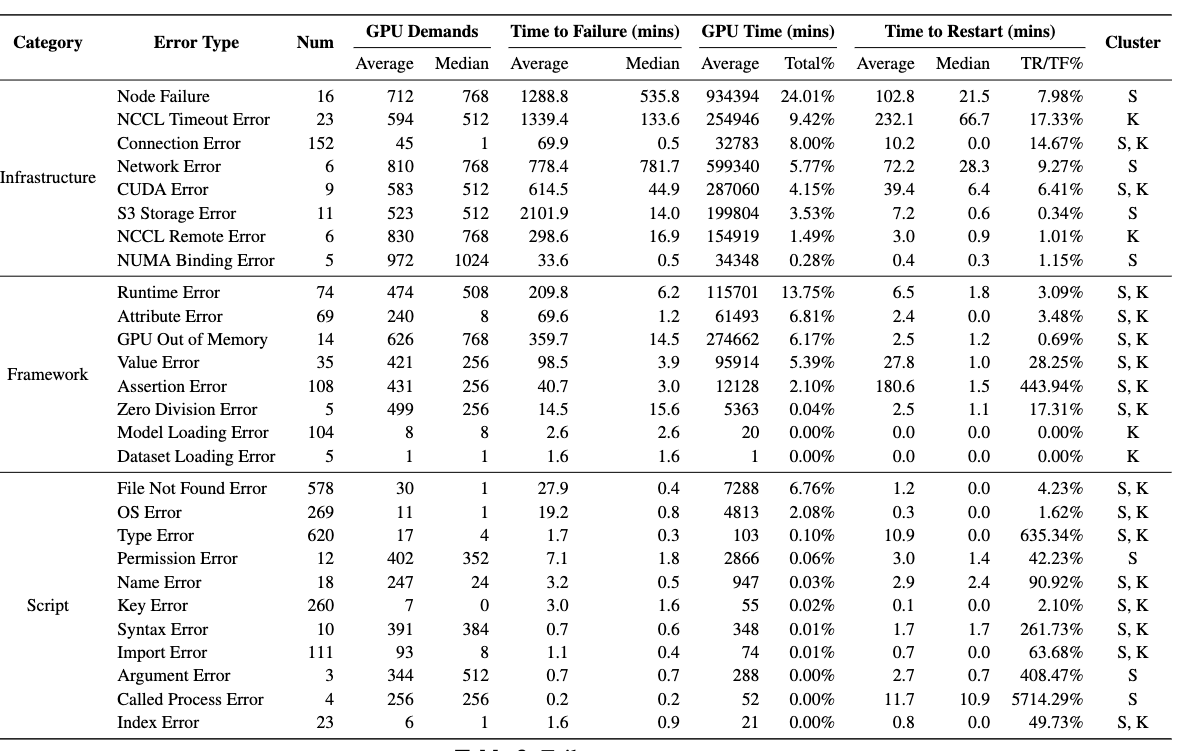 Category Error Type Num GPU Demands Time to Failure (mins) GPU Time (mins) Time to Restart (mins) Cluster
Average Median Average Median Average Total% Average Median TR/TF%
Infrastructure
Node Failure 16 712 768 1288.8 535.8 934394 24.01% 102.8 21.5 7.98% S
NCCL Timeout Error 23 594 512 1339.4 133.6 254946 9.42% 232.1 66.7 17.33% K
Connection Error 152 45 1 69.9 0.5 32783 8.00% 10.2 0.0 14.67% S, K
Network Error 6 810 768 778.4 781.7 599340 5.77% 72.2 28.3 9.27% S
CUDA Error 9 583 512 614.5 44.9 287060 4.15% 39.4 6.4 6.41% S, K
S3 Storage Error 11 523 512 2101.9 14.0 199804 3.53% 7.2 0.6 0.34% S
NCCL Remote Error 6 830 768 298.6 16.9 154919 1.49% 3.0 0.9 1.01% K
NUMA Binding Error 5 972 1024 33.6 0.5 34348 0.28% 0.4 0.3 1.15% S
Framework
Runtime Error 74 474 508 209.8 6.2 115701 13.75% 6.5 1.8 3.09% S, K
Attribute Error 69 240 8 69.6 1.2 61493 6.81% 2.4 0.0 3.48% S, K
GPU Out of Memory 14 626 768 359.7 14.5 274662 6.17% 2.5 1.2 0.69% S, K
Value Error 35 421 256 98.5 3.9 95914 5.39% 27.8 1.0 28.25% S, K
Assertion Error 108 431 256 40.7 3.0 12128 2.10% 180.6 1.5 443.94% S, K
Zero Division Error 5 499 256 14.5 15.6 5363 0.04% 2.5 1.1 17.31% S, K
Model Loading Error 104 8 8 2.6 2.6 20 0.00% 0.0 0.0 0.00% K
Dataset Loading Error 5 1 1 1.6 1.6 1 0.00% 0.0 0.0 0.00% K
Script
File Not Found Error 578 30 1 27.9 0.4 7288 6.76% 1.2 0.0 4.23% S, K
OS Error 269 11 1 19.2 0.8 4813 2.08% 0.3 0.0 1.62% S, K
Type Error 620 17 4 1.7 0.3 103 0.10% 10.9 0.0 635.34% S, K
Permission Error 12 402 352 7.1 1.8 2866 0.06% 3.0 1.4 42.23% S
Name Error 18 247 24 3.2 0.5 947 0.03% 2.9 2.4 90.92% S, K
Key Error 260 7 0 3.0 1.6 55 0.02% 0.1 0.0 2.10% S, K
Syntax Error 10 391 384 0.7 0.6 348 0.01% 1.7 1.7 261.73% S, K
Import Error 111 93 8 1.1 0.4 74 0.01% 0.7 0.0 63.68% S, K
Argument Error 3 344 512 0.7 0.7 288 0.00% 2.7 0.7 408.47% S
Called Process Error 4 256 256 0.2 0.2 52 0.00% 11.7 10.9 5714.29% S
Index Error 23 6 1 1.6 0.9 21 0.00% 0.8 0.0 49.73% S, K